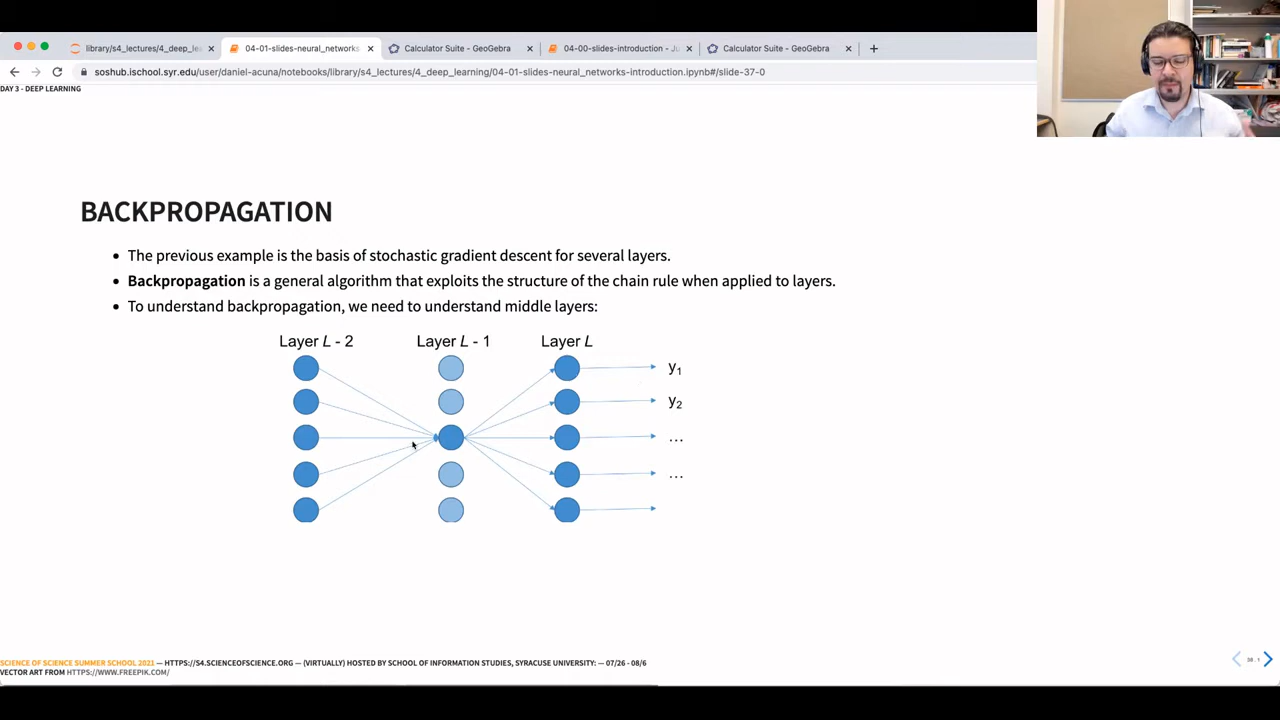 library/s4_lectures/4_deep_le
04-01-slides-neural_networks
Calculator Suite - GeoGebra
04-00-slides-introduction - Ju
Calculator Suite - GeoGebra
soshub.ischool.syr.edu/user/daniel-acuna/notebooks/library/s4_lectures/4_deep_learning/04-01-slides-neural_networks-introduction.ipynb#/slide-37-0
DAY 3 - DEEP LEARNING
BACKPROPAGATION
• The previous example is the basis of stochastic gradient descent for several layers.
• Backpropagation is a general algorithm that exploits the structure of the chain rule when applied to layers.
• To understand backpropagation, we need to understand middle layers:
Layer L - 2 Layer L - 1 Layer L
y₁
y₂
...
...
SCIENCE OF SCIENCE SUMMER SCHOOL 2021 — HTTPS://S4.SCIENCEOFSCIENCE.ORG — (VIRTUALLY) HOSTED BY SCHOOL OF INFORMATION STUDIES, SYRACUSE UNIVERSITY: — 07/26 - 08/6
VECTOR ART FROM HTTPS://WWW.FREEPIK.COM/
38.1